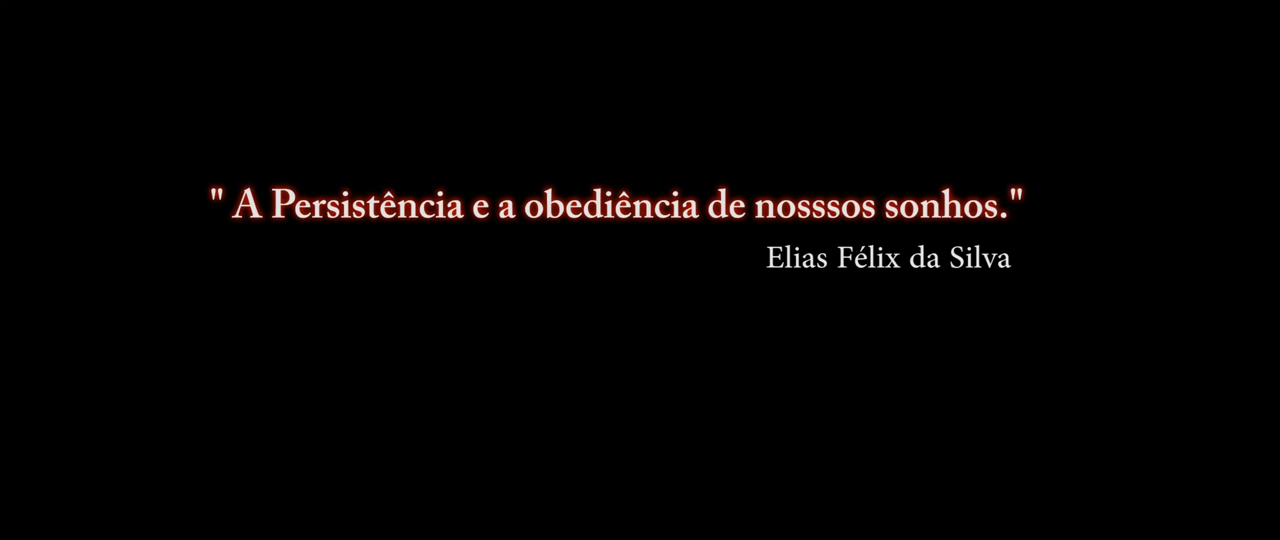 " A Persistência e a obediência de nosssos sonhos."
Elias Félix da Silva